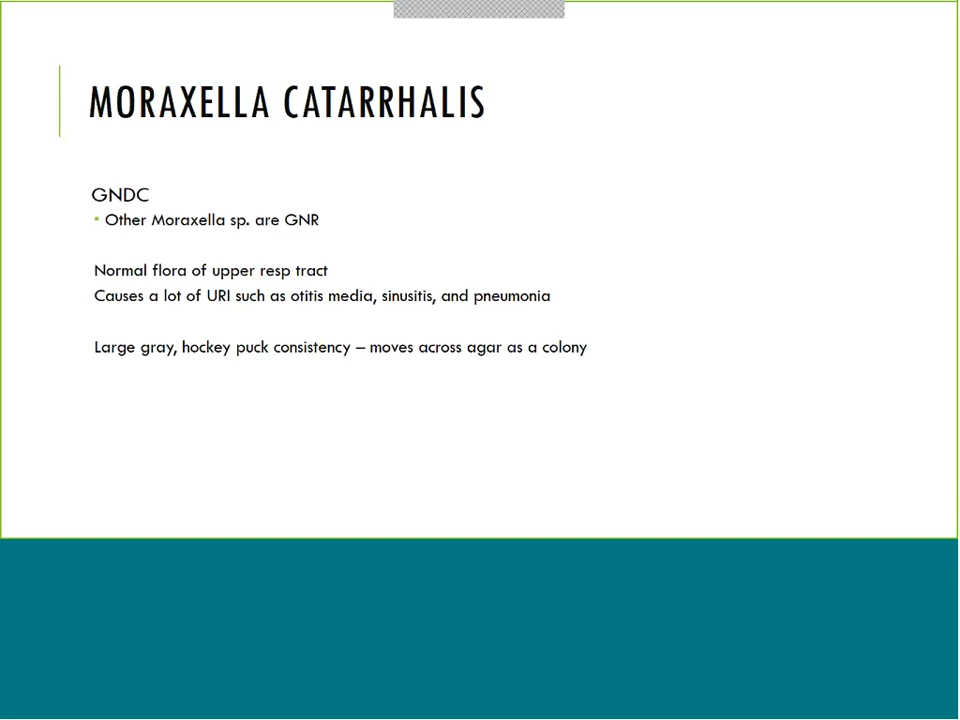 MORAXELLA CATARRHALIS
GNDC
• Other Moraxella sp. are GNR
Normal flora of upper resp tract
Causes a lot of URI such as otitis media, sinusitis, and pneumonia
Large gray, hockey puck consistency – moves across agar as a colony